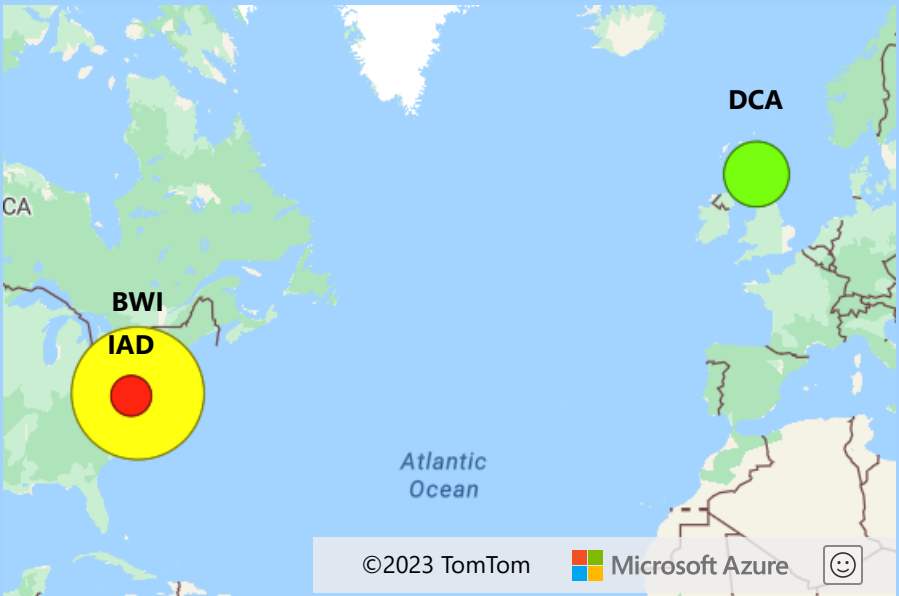 DCA
CA
BWI
IAD
Atlantic
Ocean
©2023 TomTom
Microsoft Azure